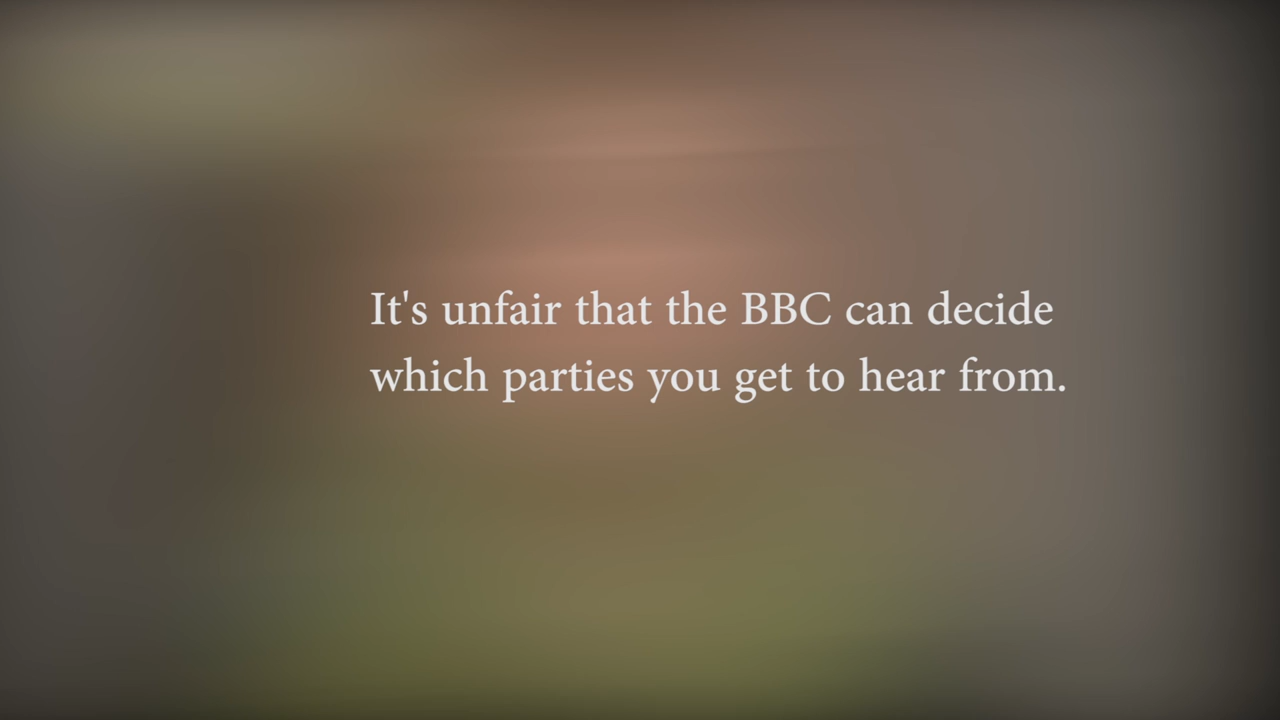 It's unfair that the BBC can decide
which parties you get to hear from.